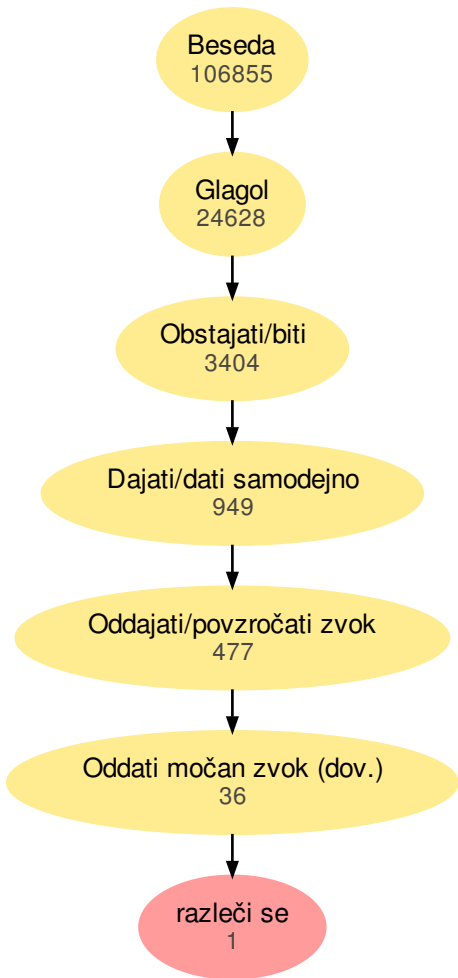 Beseda
106855
Glagol
24628
Obstajati/biti
3404
Dajati/dati samodejno
949
Oddajati/povzročati zvok
477
Oddati močan zvok (dov.)
36
razleči se
1